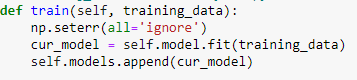 def train(self, training_data):
    np.seterr(all='ignore')
    cur_model = self.model.fit(training_data)
    self.models.append(cur_model)